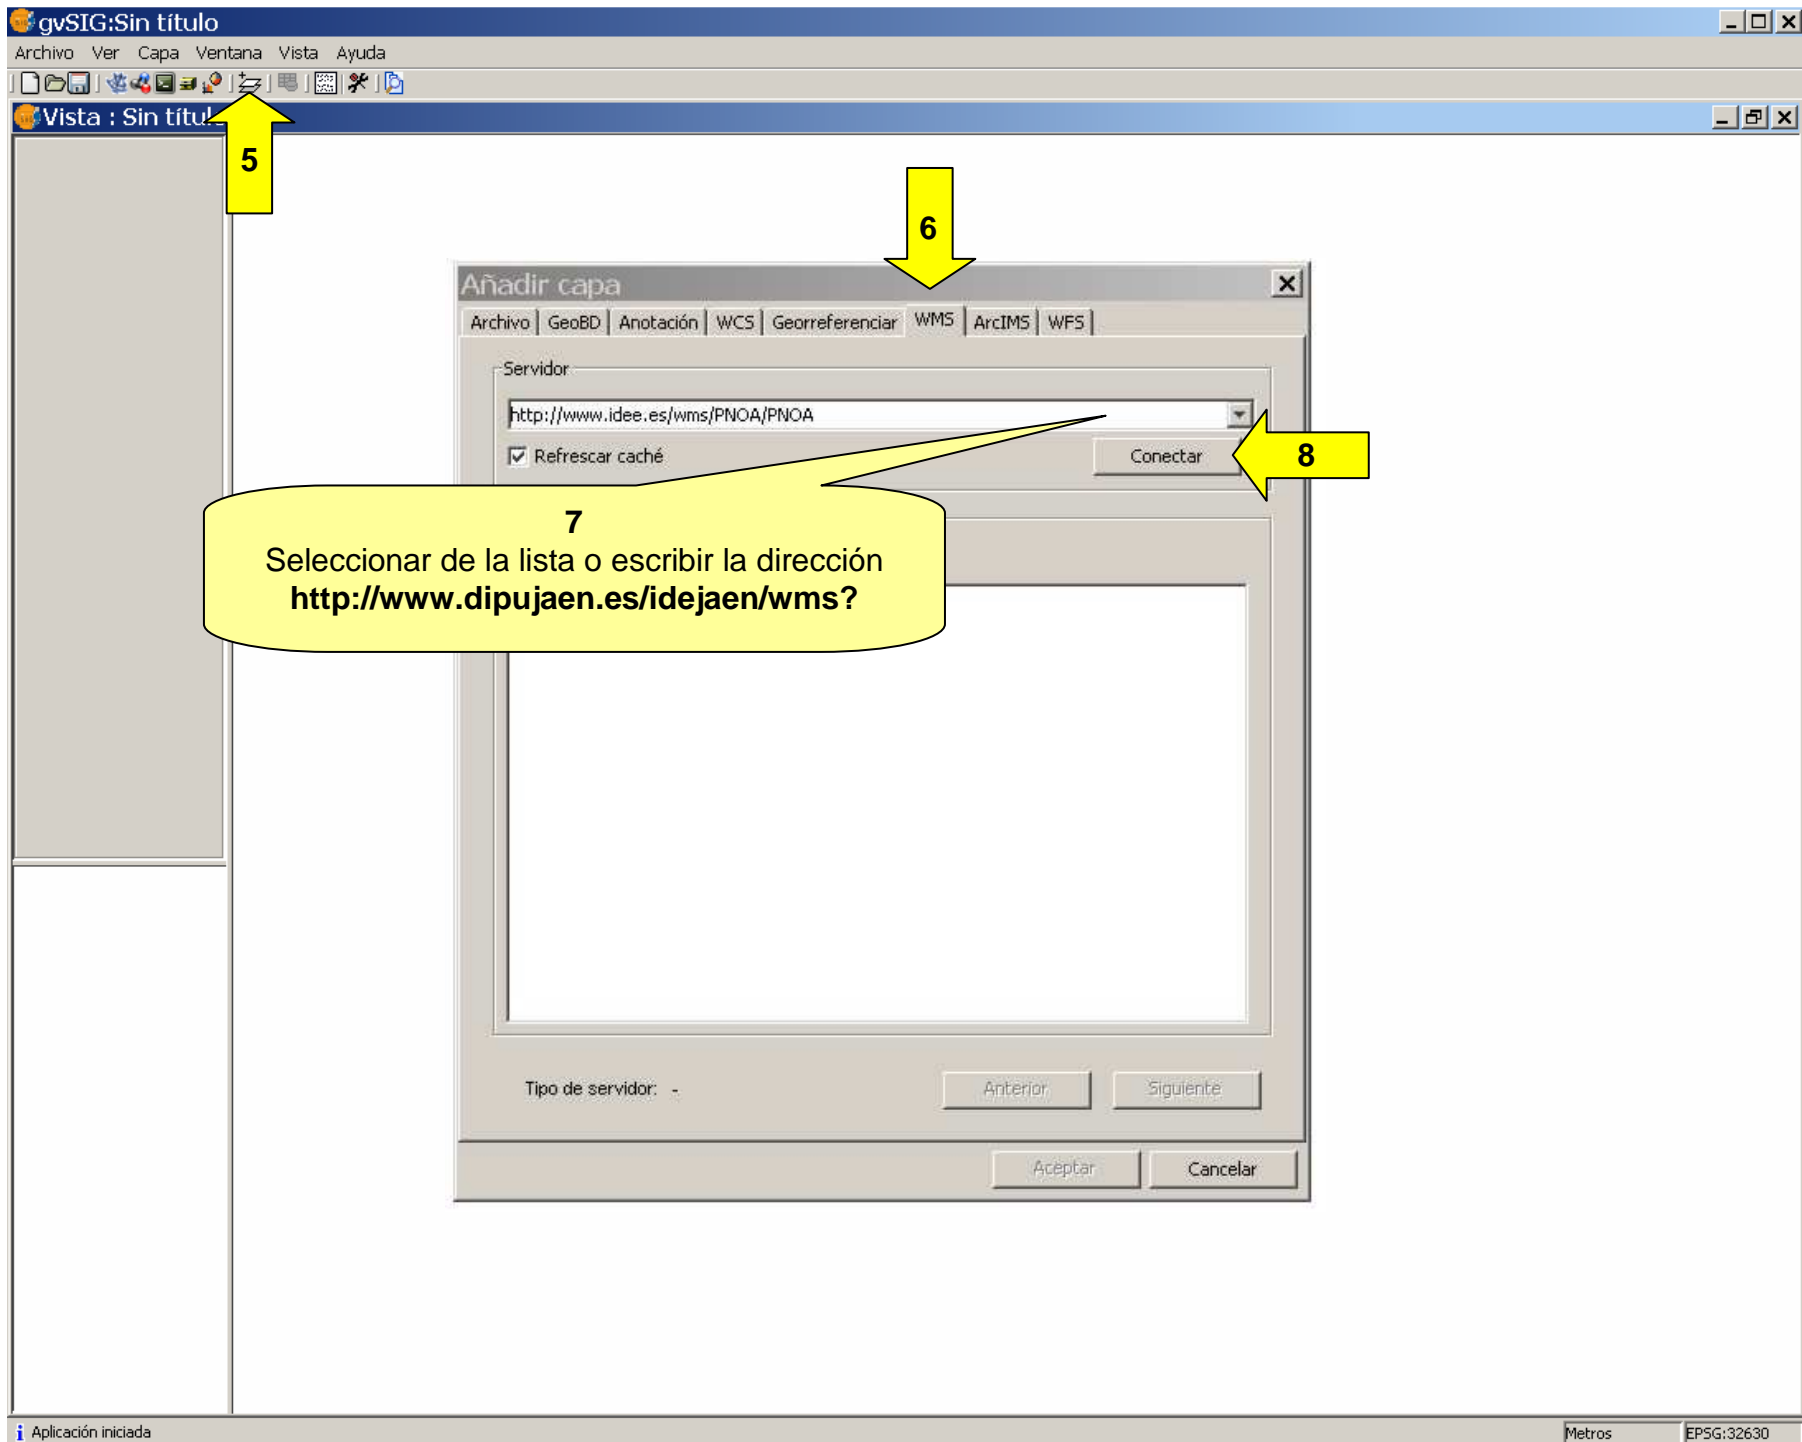 gvSIG:Sin título
Archivo Ver Capa Ventana Vista Ayuda
Vista : Sin título
5
6
Añadir capa
Archivo GeoBD Anotación WCS Georreferenciar WMS ArcIMS WFS
Servidor
http://www.idee.es/wms/PNOA/PNOA
Refrescar caché
Conectar
8
7
Seleccionar de la lista o escribir la dirección
http://www.dipujaen.es/idejaen/wms?
Tipo de servidor: -
Anterior
Siguiente
Aceptar
Cancelar
Aplicación iniciada
Metros
EPSG:32630